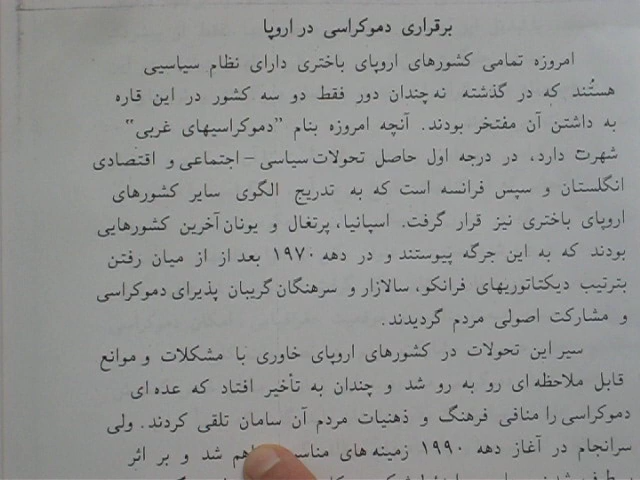 برقراری دموکراسی در اروپا
امروزه تمامی کشورهای اروپای باختری دارای نظام سیاسیی
هستُند که در گذشته نه چندان دور فقط دو سه کشور در این قاره
به داشتن آن مفتخر بودند. آنچه امروزه بنام "دموکراسیهای غربی"
شهرت دارد، در درجه اول حاصل تحولات سیاسی - اجتماعی و اقتصادی
انگلستان و سپس فرانسه است که به تدریج الگوی سایر کشورهای
اروپای باختری نیز قرار گرفت. اسپانیا، پرتغال و یونان آخرین کشورهایی
بودند که به این جرگه پیوستند و در دهه ۱۹۷۰ بعد از از میان رفتن
بترتیب دیکتاتوریهای فرانکو، سالازار و سرهنگان گریبان پذیرای دموکراسی
و مشارکت اصولی مردم گردیدند.
سیر این تحولات در کشورهای اروپای خاوری با مشکلات و موانع
قابل ملاحظه ای رو به رو شد و چندان به تأخیر افتاد که عده ای
دموکراسی را منافی فرهنگ و ذهنیات مردم آن سامان تلقی کردند. ولی
سرانجام در آغاز دهه ۱۹۹۰ زمینه های شد و بر اثر